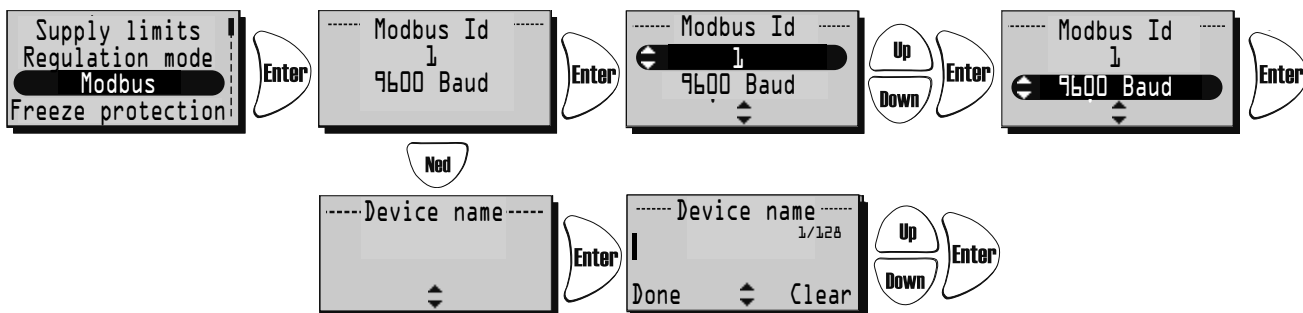 Supply limits
Regulation mode
Modbus
Freeze protection
Enter
Modbus Id
1
9600 Baud
Enter
Modbus Id
1
9600 Baud
Up
Down
Enter
Modbus Id
1
9600 Baud
Enter
Ned
Device name
Enter
Device name
1/128
Done Clear
Up
Down
Enter